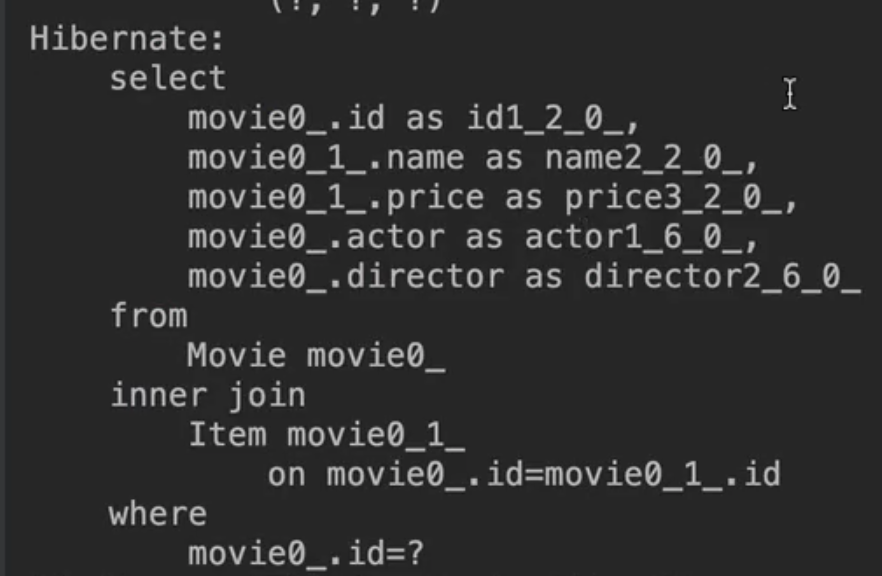 (?, ?, ?)
Hibernate:
    select
        movie0_.id as id1_2_0_,
        movie0_1_.name as name2_2_0_,
        movie0_1_.price as price3_2_0_,
        movie0_.actor as actor1_6_0_,
        movie0_.director as director2_6_0_
    from
        Movie movie0_
    inner join
        Item movie0_1_
            on movie0_.id=movie0_1_.id
    where
        movie0_.id=?